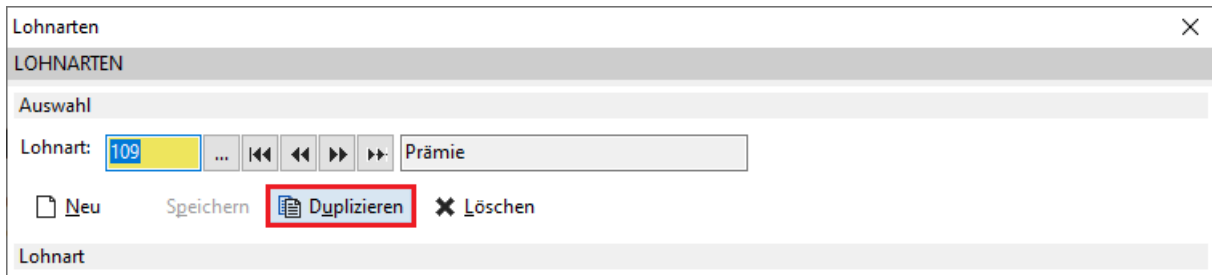 Lohnarten
LOHNARTEN
Auswahl
Lohnart: 109 ... Prämie
Neu Speichern Duplizieren Löschen
Lohnart